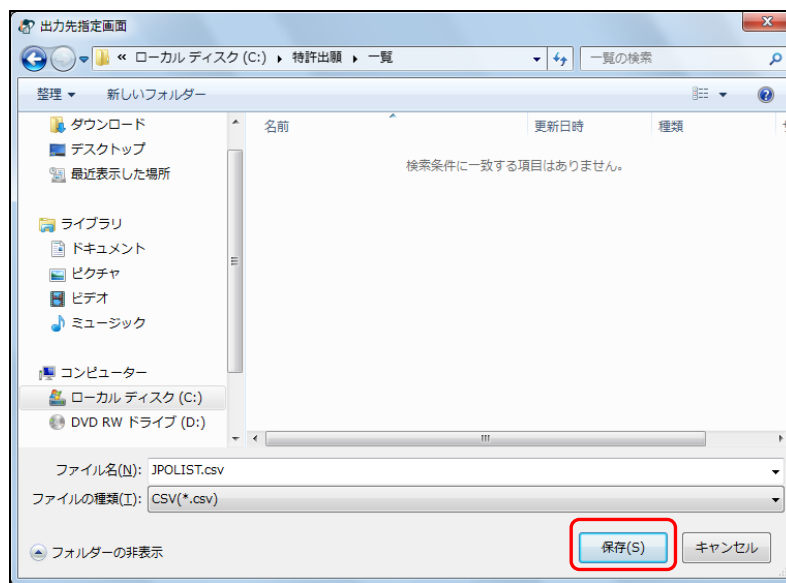 出力先指定画面
« ローカル ディスク (C:) 特許出願 一覧 一覧の検索
整理 新しいフォルダー
名前 更新日時 種類
検索条件に一致する項目はありません。
ダウンロード
デスクトップ
最近表示した場所
ライブラリ
ドキュメント
ピクチャ
ビデオ
ミュージック
コンピューター
ローカル ディスク (C:)
DVD RW ドライブ (D:)
ファイル名(N): JPOLIST.csv
ファイルの種類(T): CSV(*.csv)
フォルダーの非表示 保存(S) キャンセル